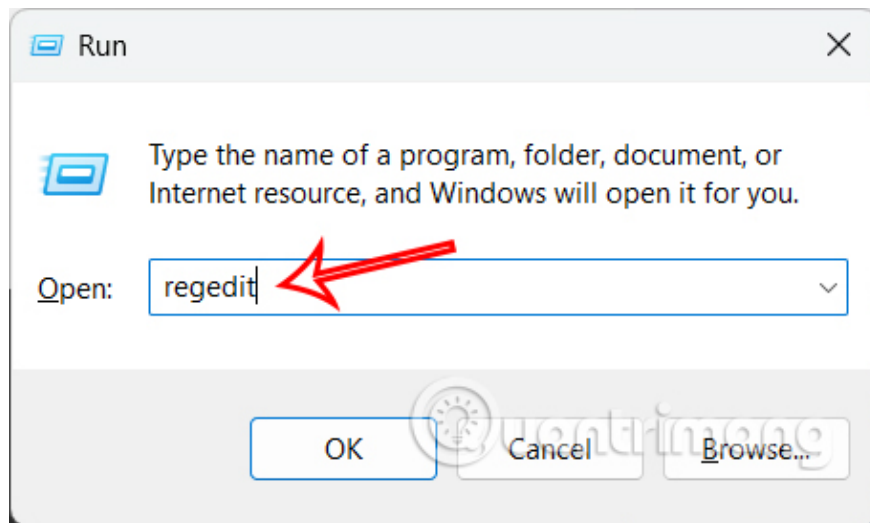 Run
Type the name of a program, folder, document, or
Internet resource, and Windows will open it for you.
Open: regedit
Quantrimang
OK Cancel Browse...